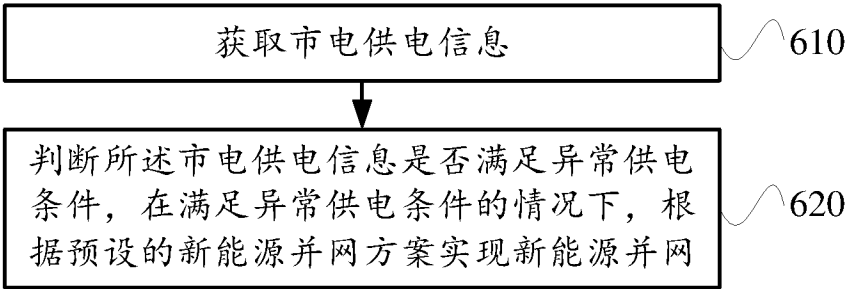 获取市电供电信息
610
判断所述市电供电信息是否满足异常供电
条件，在满足异常供电条件的情况下，根
据预设的新能源并网方案实现新能源并网
620